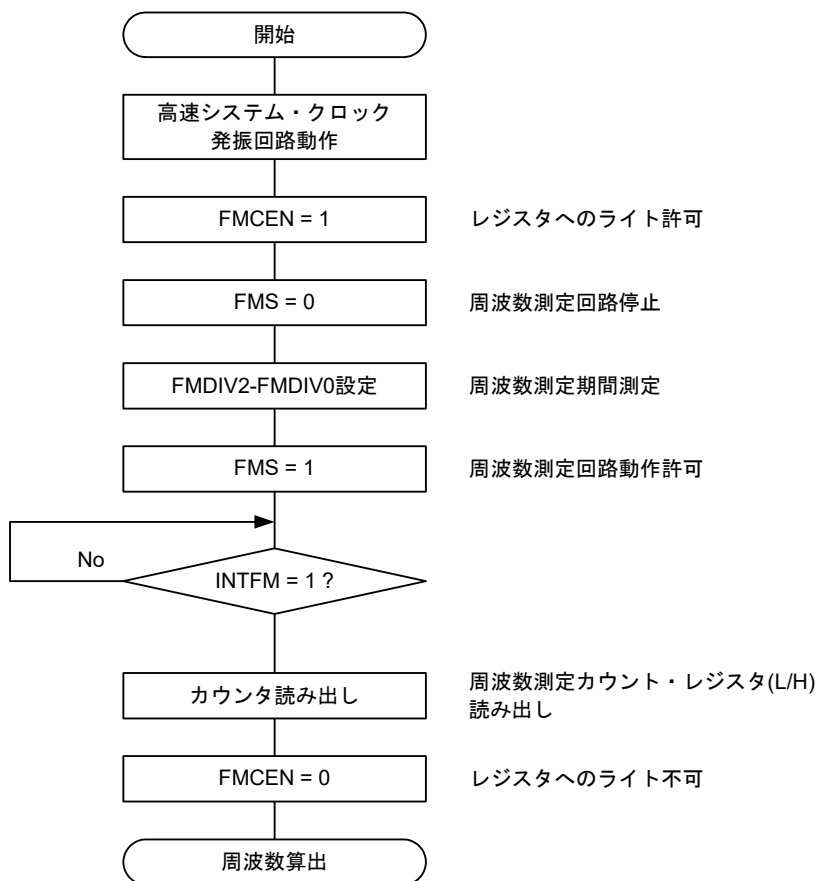 開始
高速システム・クロック
発振回路動作
FMCEN = 1
レジスタへのライト許可
FMS = 0
周波数測定回路停止
FMDIV2-FMDIV0設定
周波数測定期間測定
FMS = 1
周波数測定回路動作許可
No
INTFM = 1 ?
カウンタ読み出し
周波数測定カウント・レジスタ(L/H)
読み出し
FMCEN = 0
レジスタへのライト不可
周波数算出